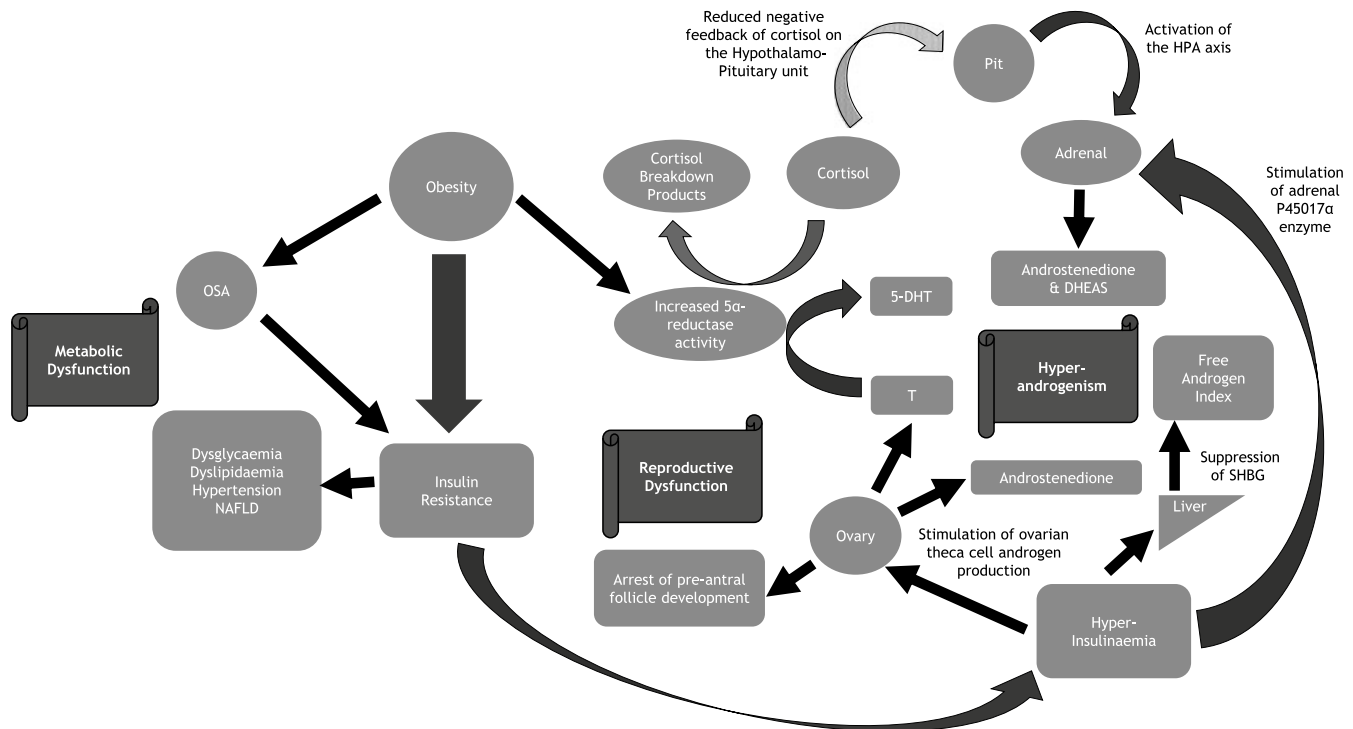 Reduced negative
feedback of cortisol on
the Hypothalamo-
Pituitary unit
Pit
Activation of
the HPA axis
Obesity
Cortisol
Breakdown
Products
Cortisol
Adrenal
Stimulation
of adrenal
P45017α
enzyme
OSA
Increased 5α-
reductase
activity
5-DHT
Androstenedione
& DHEAS
Metabolic
Dysfunction
T
Hyper-
androgenism
Free
Androgen
Index
Dysglycaemia
Dyslipidaemia
Hypertension
NAFLD
Insulin
Resistance
Reproductive
Dysfunction
Androstenedione
Suppression
of SHBG
Liver
Ovary
Stimulation of ovarian
theca cell androgen
production
Arrest of pre-antral
follicle development
Hyper-
Insulinaemia